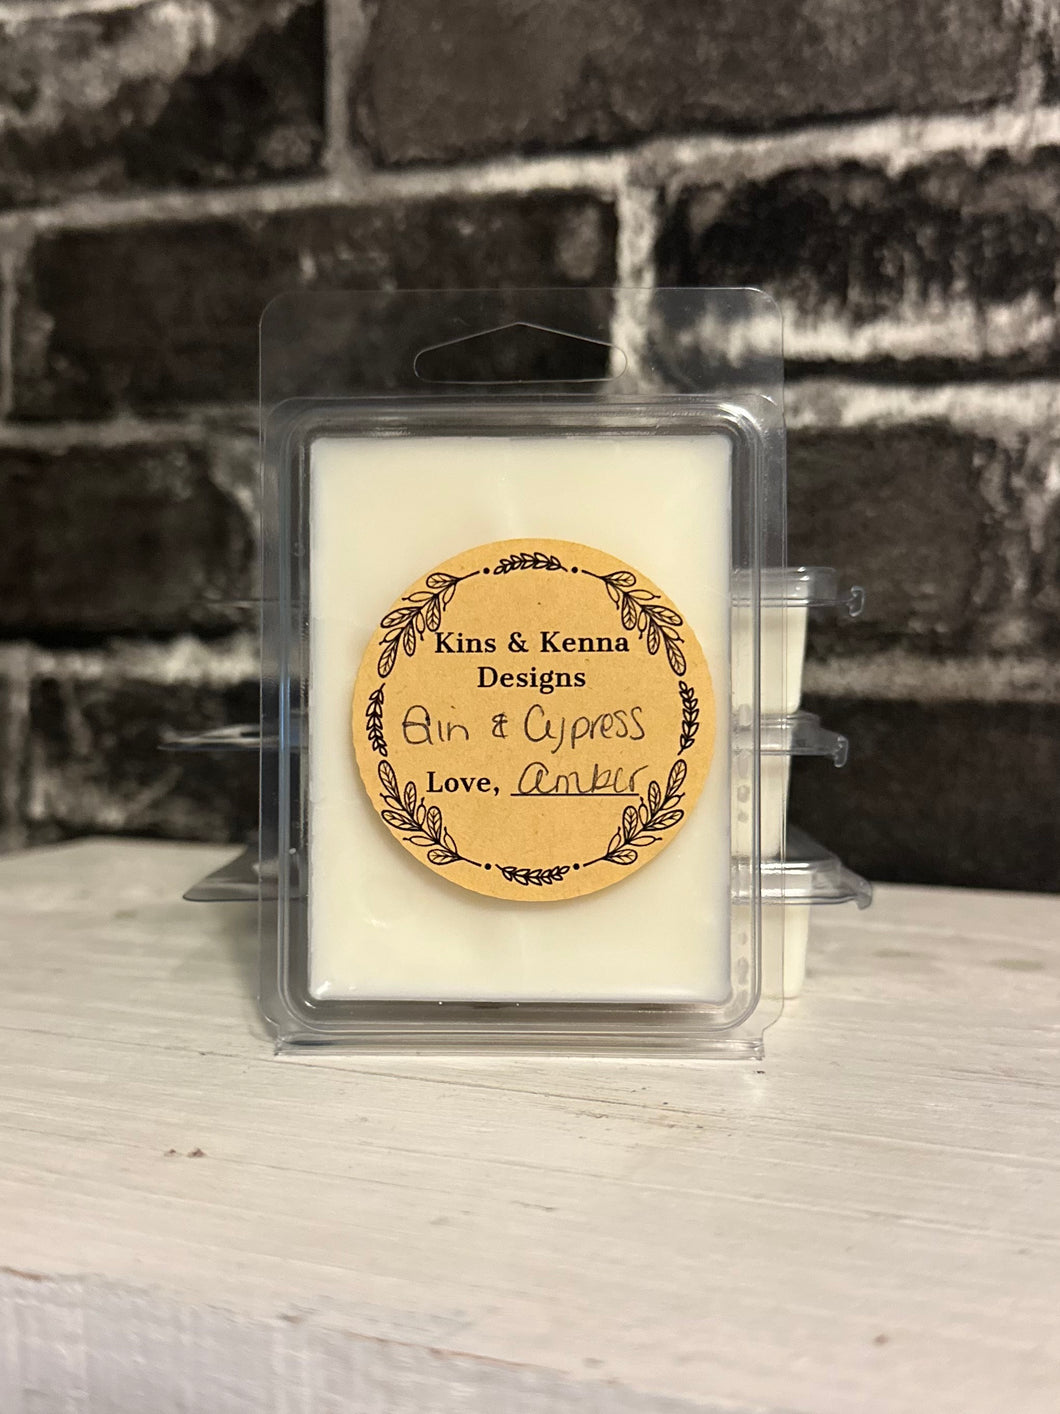 Kins & Kenna
Designs
Gin & Cypress
Love, Amber